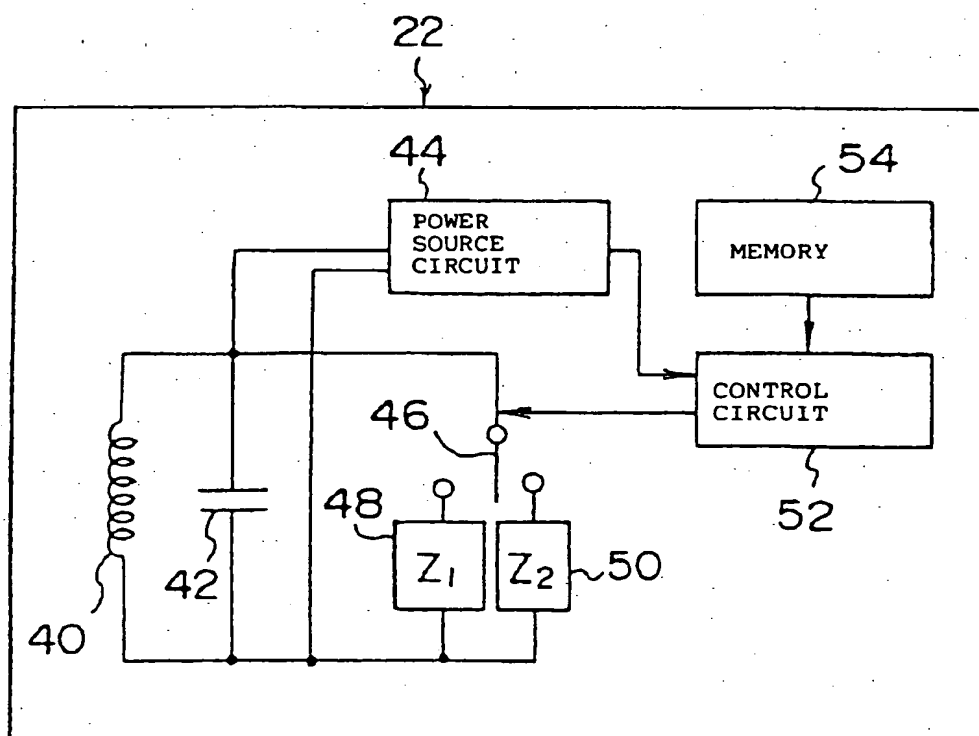 22
44
54
POWER
SOURCE
CIRCUIT
MEMORY
CONTROL
CIRCUIT
46
48
52
42
Z1
Z2
50
40